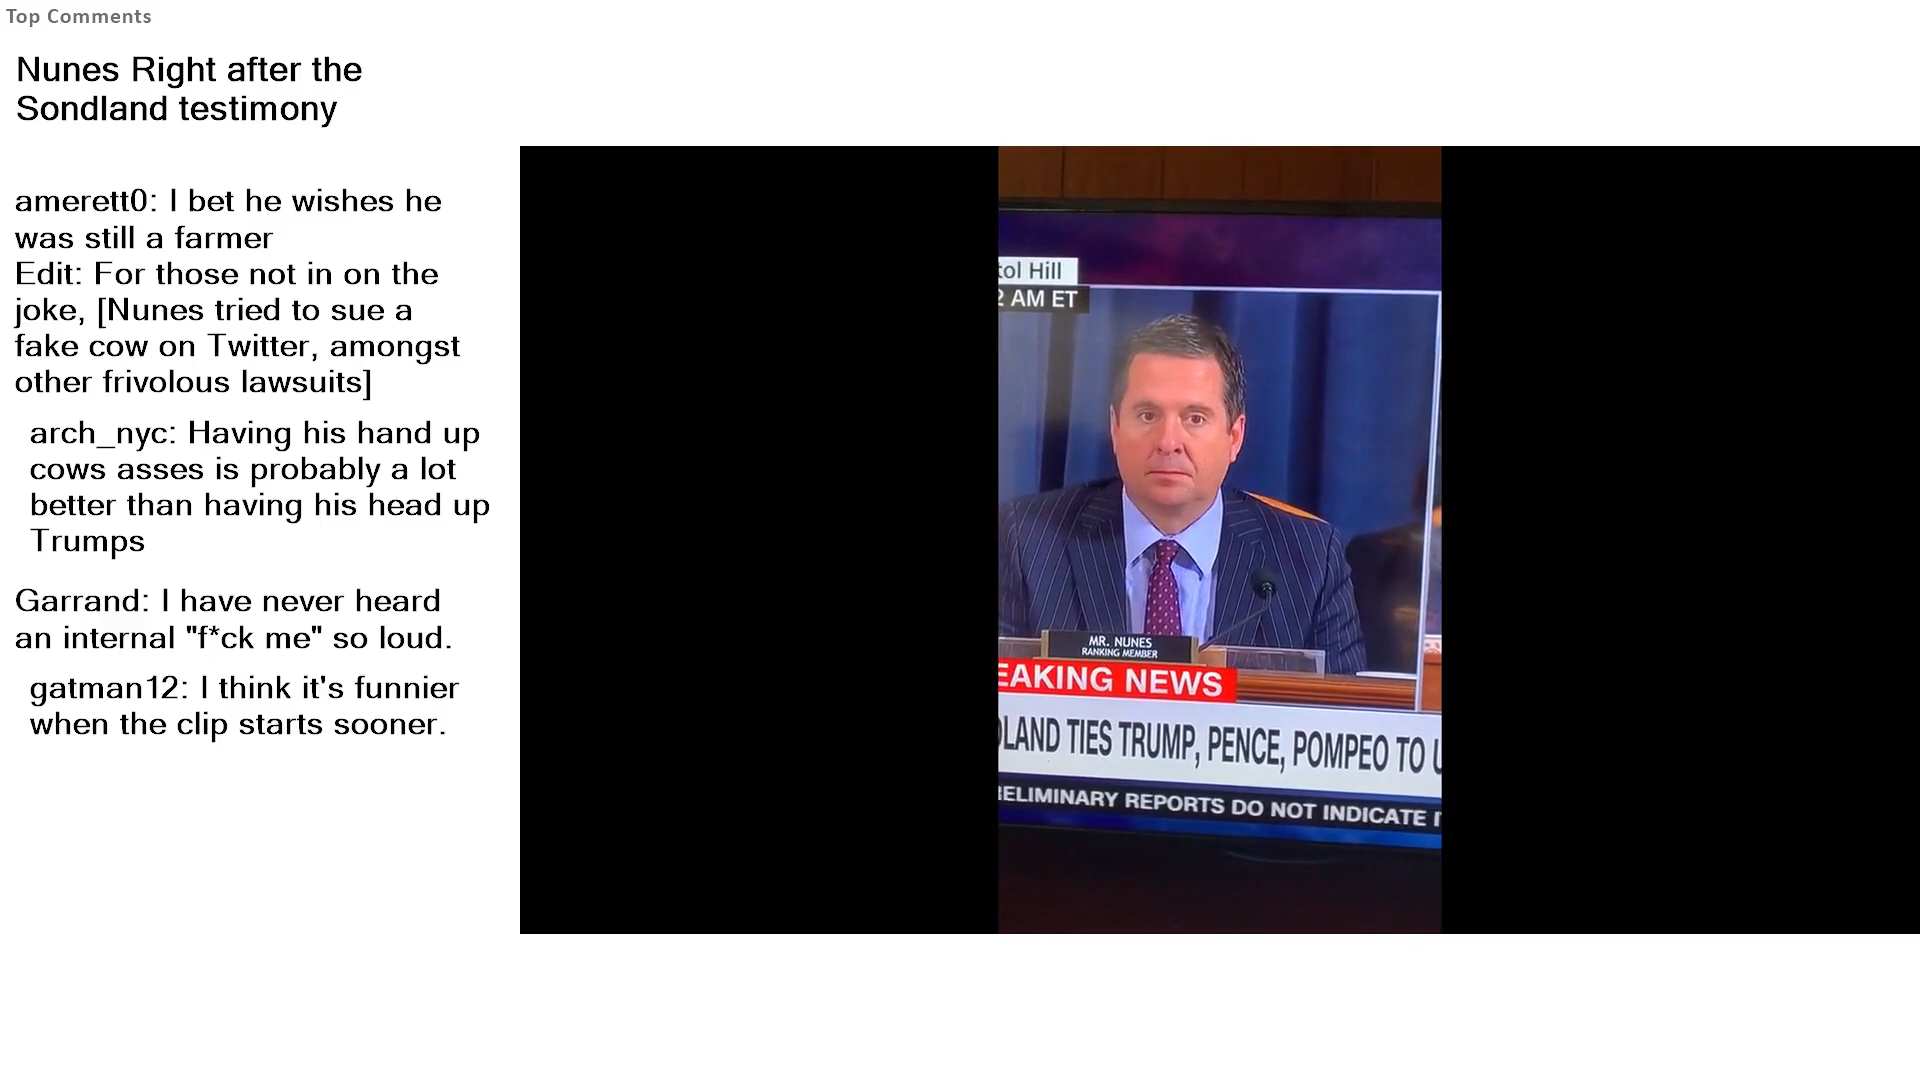 Top Comments
Nunes Right after the
Sondland testimony
amerett0: I bet he wishes he
was still a farmer
Edit: For those not in on the
joke, [Nunes tried to sue a
fake cow on Twitter, amongst
other frivolous lawsuits]
arch_nyc: Having his hand up
cows asses is probably a lot
better than having his head up
Trumps
Garrand: I have never heard
an internal "f*ck me" so loud.
gatman12: I think it's funnier
when the clip starts sooner.
tol Hill
2 AM ET
MR. NUNES
RANKING MEMBER
EAKING NEWS
DLAND TIES TRUMP, PENCE, POMPEO TO U
RELIMINARY REPORTS DO NOT INDICATE I